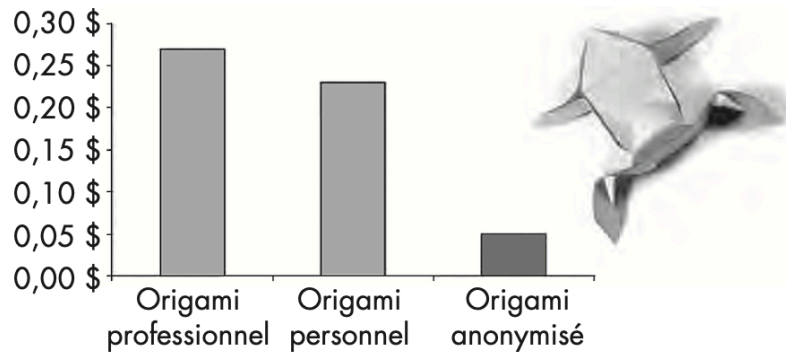 0,30 $
0,25 $
0,20 $
0,15 $
0,10 $
0,05 $
0,00 $
Origami professionnel
Origami personnel
Origami anonymisé